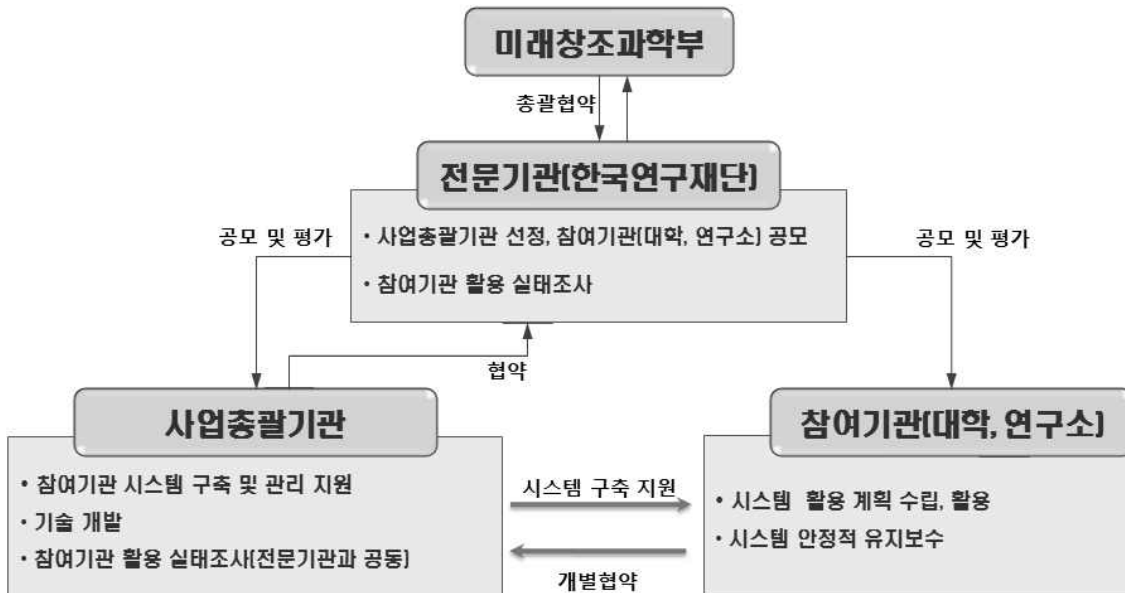 미래창조과학부
총괄협약
전문기관(한국연구재단)
공모 및 평가
• 사업총괄기관 선정, 참여기관(대학, 연구소) 공모
• 참여기관 활용 실태조사
공모 및 평가
협약
사업총괄기관
• 참여기관 시스템 구축 및 관리 지원
• 기술 개발
• 참여기관 활용 실태조사(전문기관과 공동)
시스템 구축 지원
개별협약
참여기관(대학, 연구소)
• 시스템 활용 계획 수립, 활용
• 시스템 안정적 유지보수